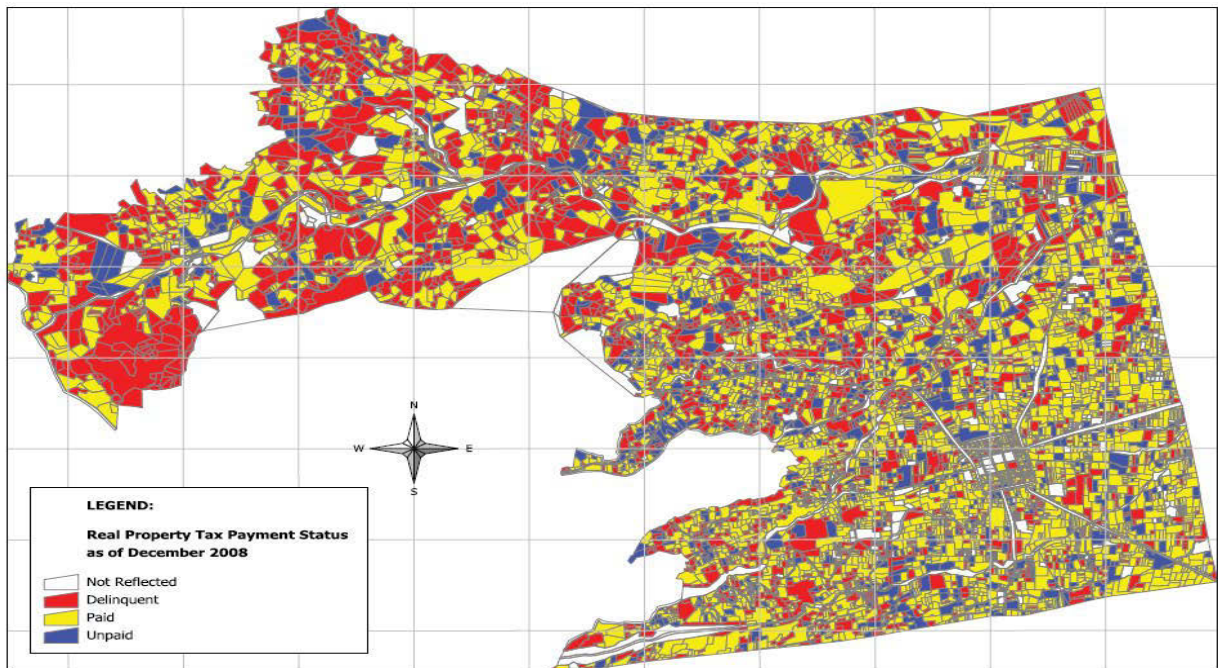 N
W E
S
LEGEND:
Real Property Tax Payment Status
as of December 2008
Not Reflected
Delinquent
Paid
Unpaid